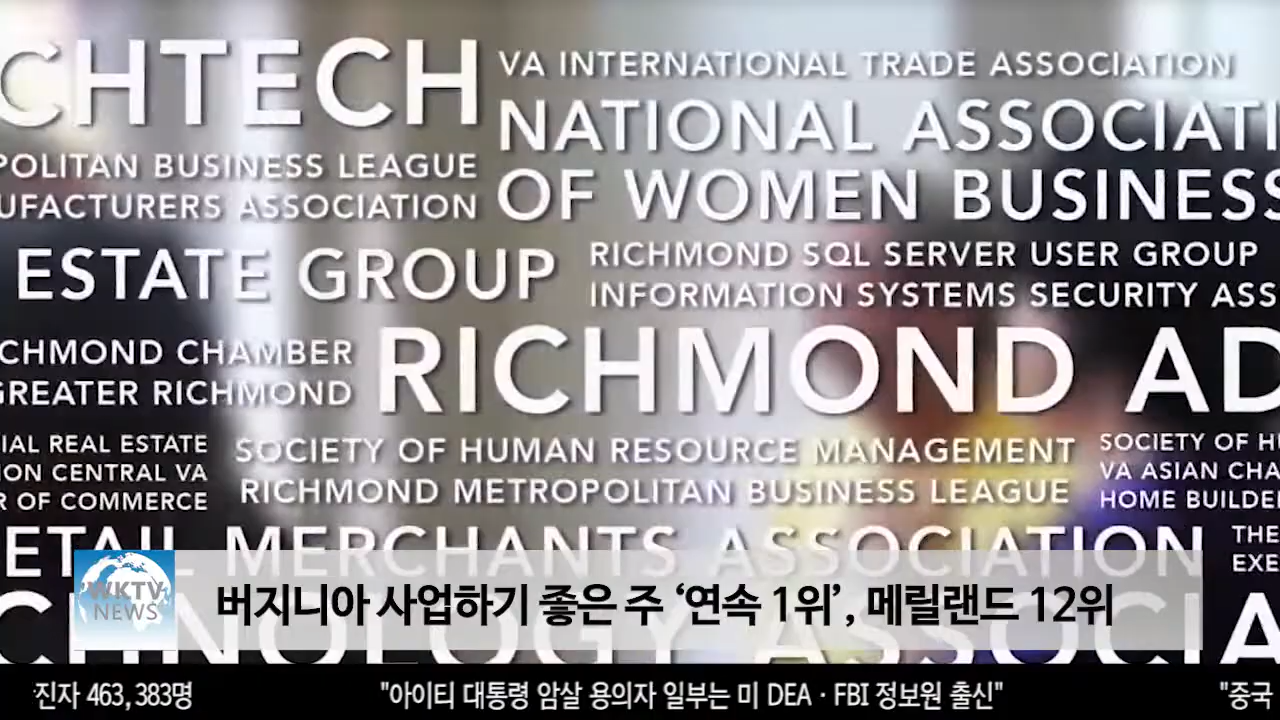 CHTECH
VA INTERNATIONAL TRADE ASSOCIATION
NATIONAL ASSOCIATI
OF WOMEN BUSINESS
POLITAN BUSINESS LEAGUE
UFACTURERS ASSOCIATION
ESTATE GROUP
RICHMOND SQL SERVER USER GROUP
INFORMATION SYSTEMS SECURITY ASS
CHMOND CHAMBER
GREATER RICHMOND
RICHMOND AD
IAL REAL ESTATE
ION CENTRAL VA
R OF COMMERCE
SOCIETY OF HUMAN RESOURCE MANAGEMENT
RICHMOND METROPOLITAN BUSINESS LEAGUE
SOCIETY OF HU
VA ASIAN CHA
HOME BUILDE
ETAIL MERCHANTS ASSOCIATION
THE
EXE
CHNOLOGY ASSOCI
A
WKTV
NEWS
버지니아 사업하기 좋은 주 ‘연속 1위’, 메릴랜드 12위
진자 463,383명
"아이티 대통령 암살 용의자 일부는 미 DEA · FBI 정보원 출신"
"중국